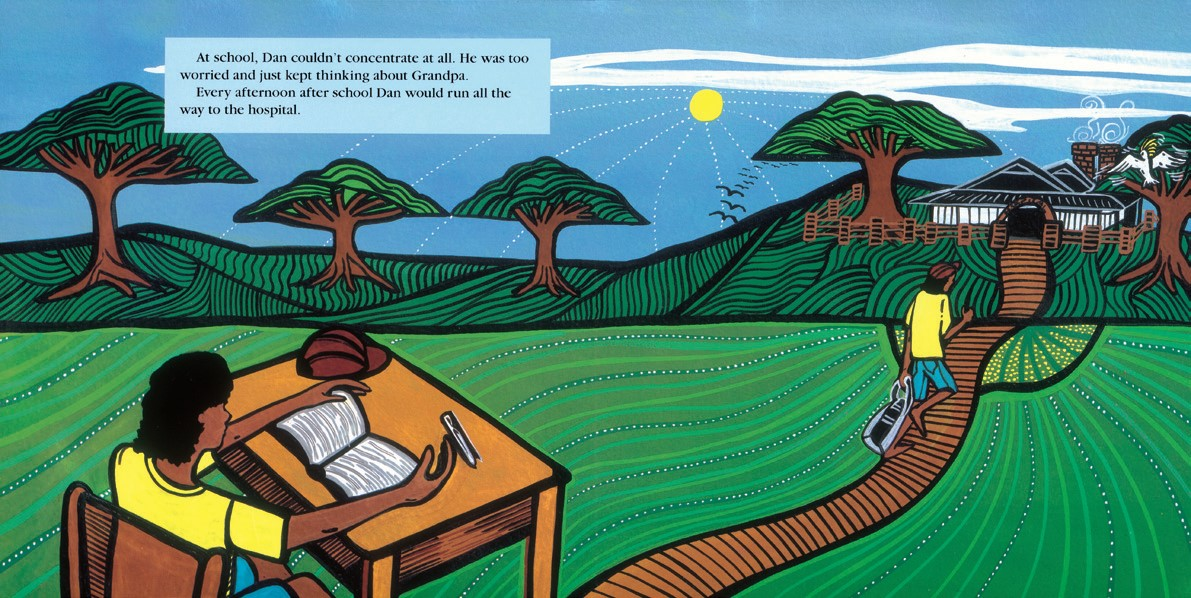 At school, Dan couldn't concentrate at all. He was too
worried and just kept thinking about Grandpa.
Every afternoon after school Dan would run all the
way to the hospital.